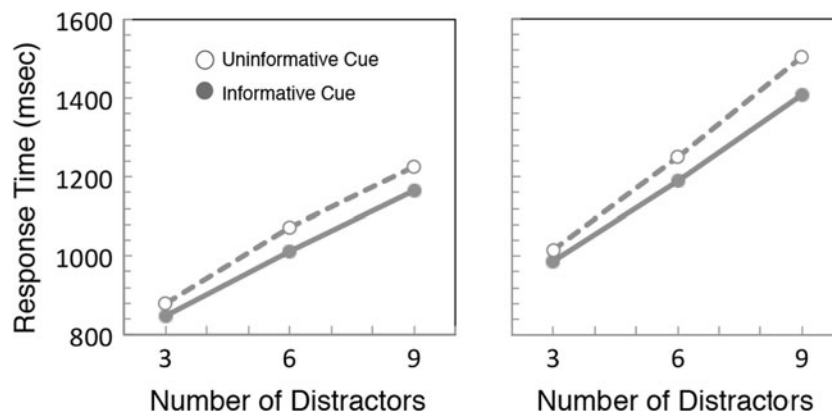 1600
1400
1200
1000
800
Response Time (msec)
Uninformative Cue
Informative Cue
3 6 9
Number of Distractors
3 6 9
Number of Distractors